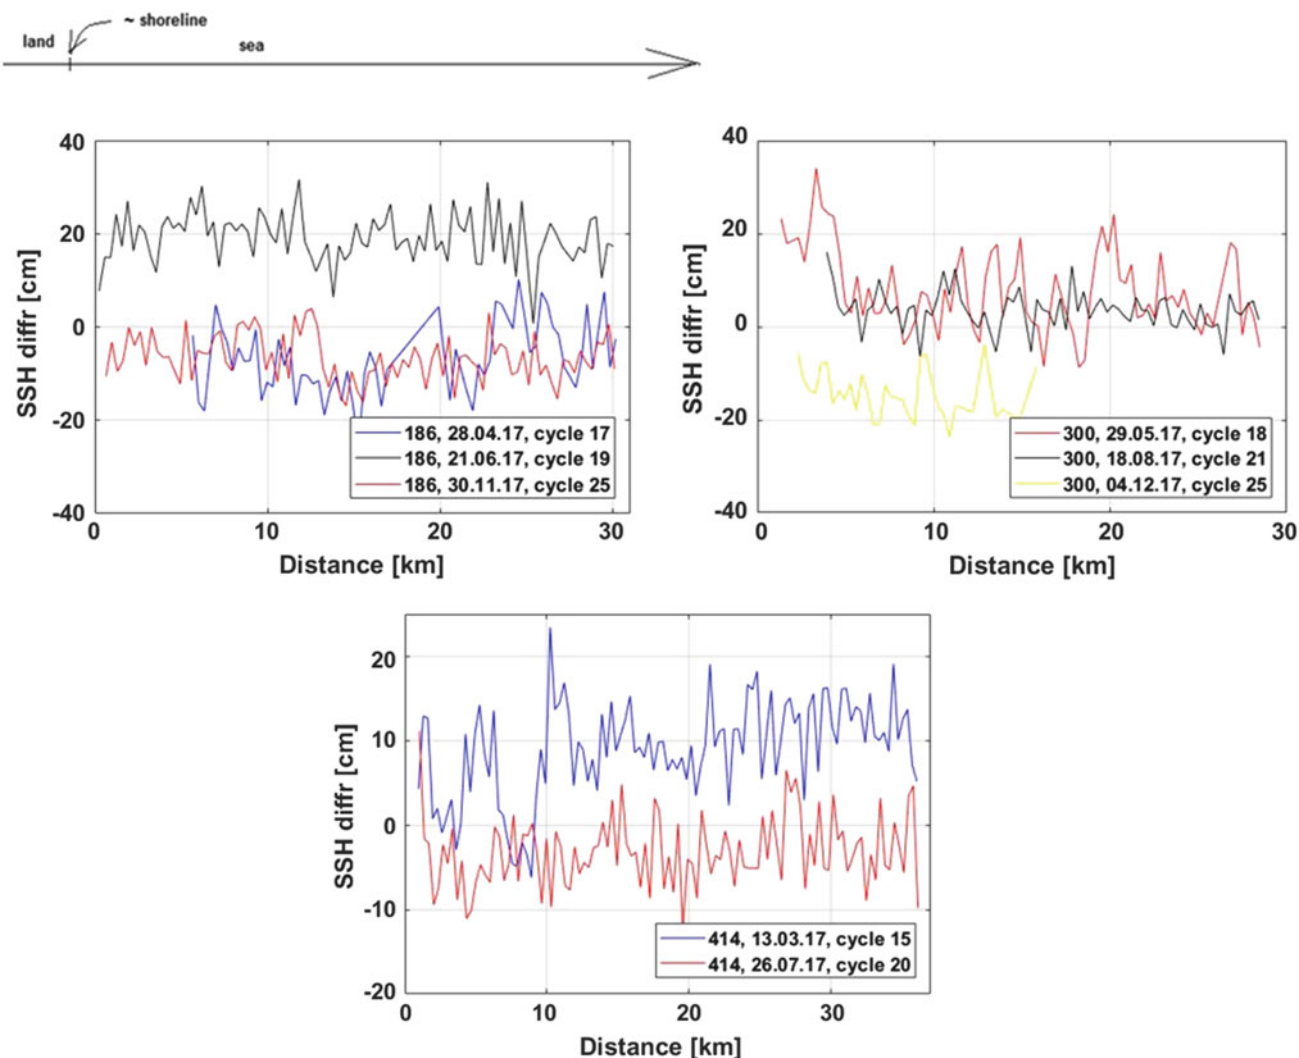 ~ shoreline
land
sea
40
20
0
-20
-40
SSH diffr [cm]
186, 28.04.17, cycle 17
186, 21.06.17, cycle 19
186, 30.11.17, cycle 25
0 10 20 30
Distance [km]
40
20
0
-20
-40
SSH diffr [cm]
300, 29.05.17, cycle 18
300, 18.08.17, cycle 21
300, 04.12.17, cycle 25
0 10 20 30
Distance [km]
20
10
0
-10
-20
SSH diffr [cm]
414, 13.03.17, cycle 15
414, 26.07.17, cycle 20
0 10 20 30
Distance [km]